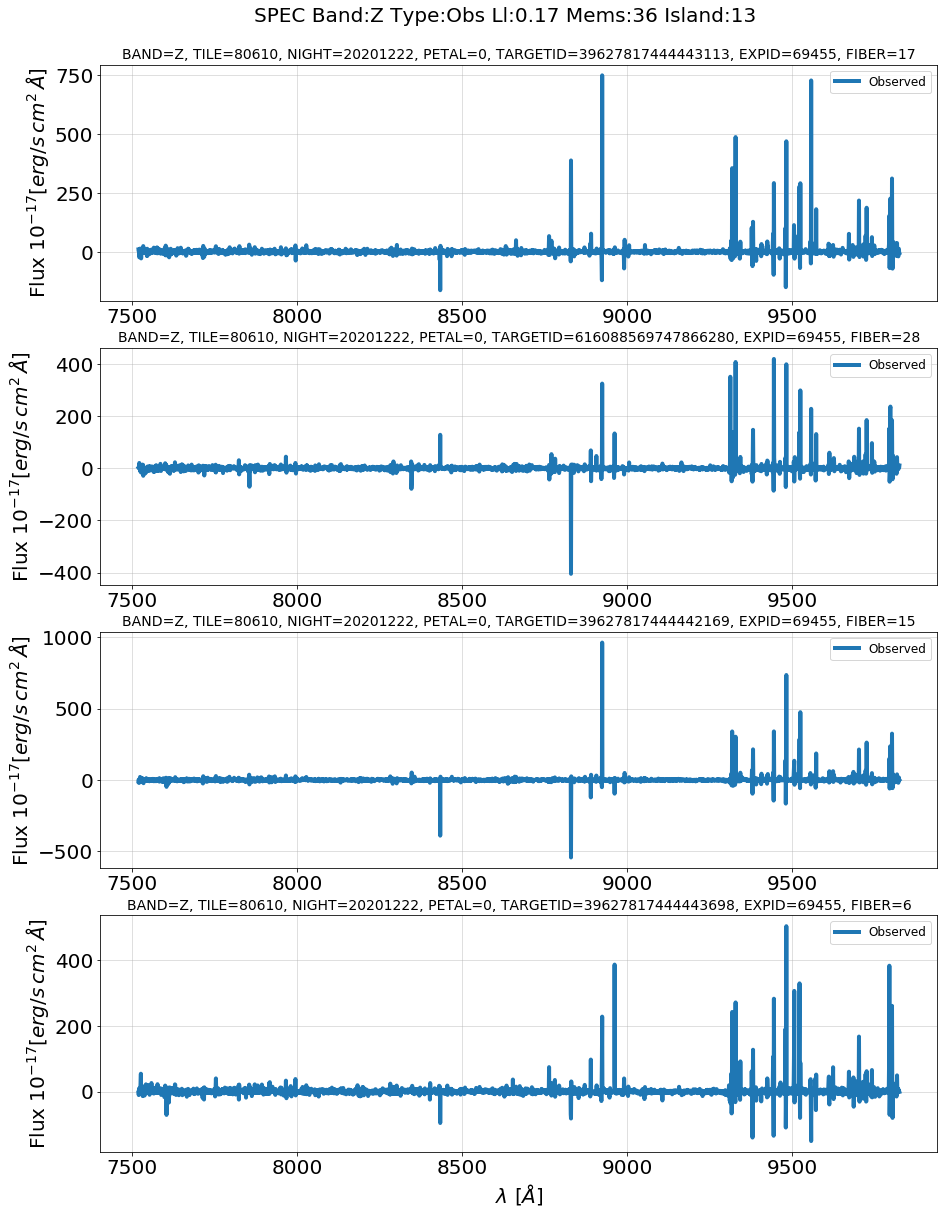 SPEC Band:Z Type:Obs Ll:0.17 Mems:36 Island:13
BAND=Z, TILE=80610, NIGHT=20201222, PETAL=0, TARGETID=39627817444443113, EXPID=69455, FIBER=17
Flux 10^{-17}[erg/s cm^2 Å]
750
500
250
0
Observed
7500 8000 8500 9000 9500
BAND=Z, TILE=80610, NIGHT=20201222, PETAL=0, TARGETID=616088569747866280, EXPID=69455, FIBER=28
Flux 10^{-17}[erg/s cm^2 Å]
400
200
0
−200
−400
Observed
7500 8000 8500 9000 9500
BAND=Z, TILE=80610, NIGHT=20201222, PETAL=0, TARGETID=39627817444442169, EXPID=69455, FIBER=15
Flux 10^{-17}[erg/s cm^2 Å]
1000
500
0
−500
Observed
7500 8000 8500 9000 9500
BAND=Z, TILE=80610, NIGHT=20201222, PETAL=0, TARGETID=39627817444443698, EXPID=69455, FIBER=6
Flux 10^{-17}[erg/s cm^2 Å]
400
200
0
Observed
7500 8000 8500 9000 9500
λ [Å]